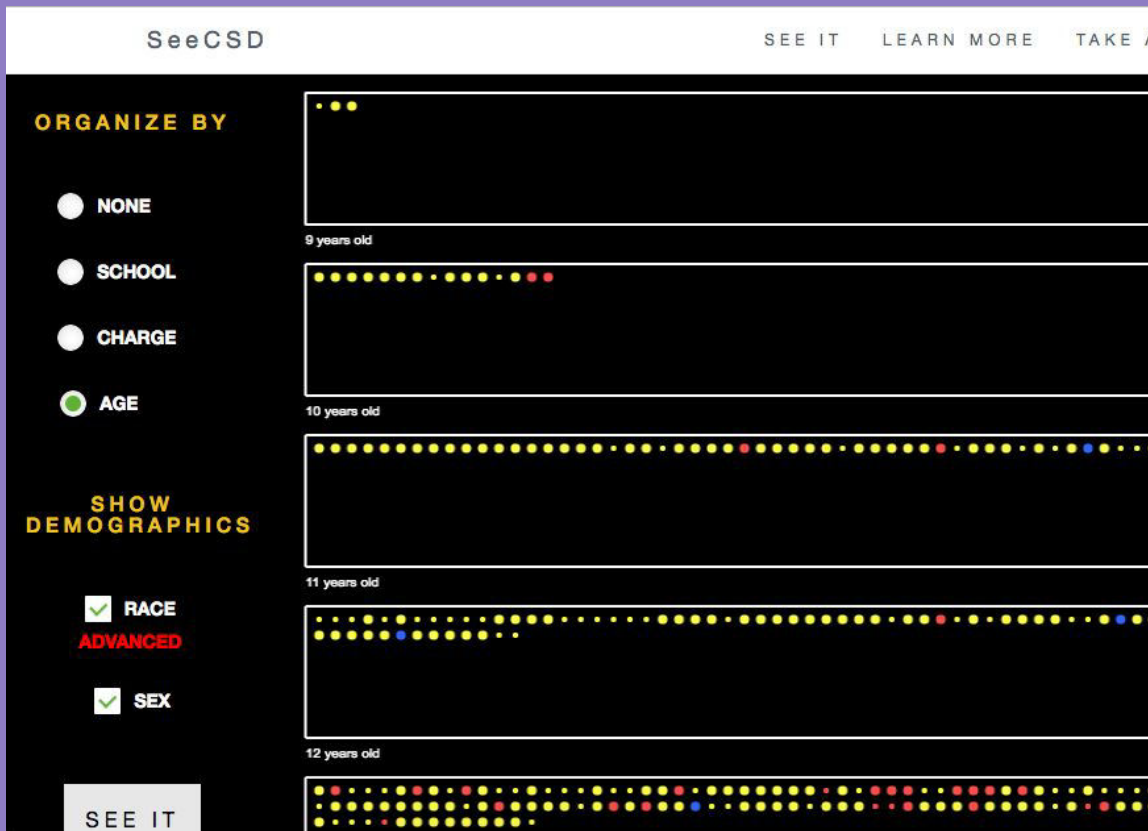 SeeCSD
SEE IT LEARN MORE TAKE
ORGANIZE BY
NONE
SCHOOL
CHARGE
AGE
SHOW
DEMOGRAPHICS
RACE
ADVANCED
SEX
SEE IT
9 years old
10 years old
11 years old
12 years old